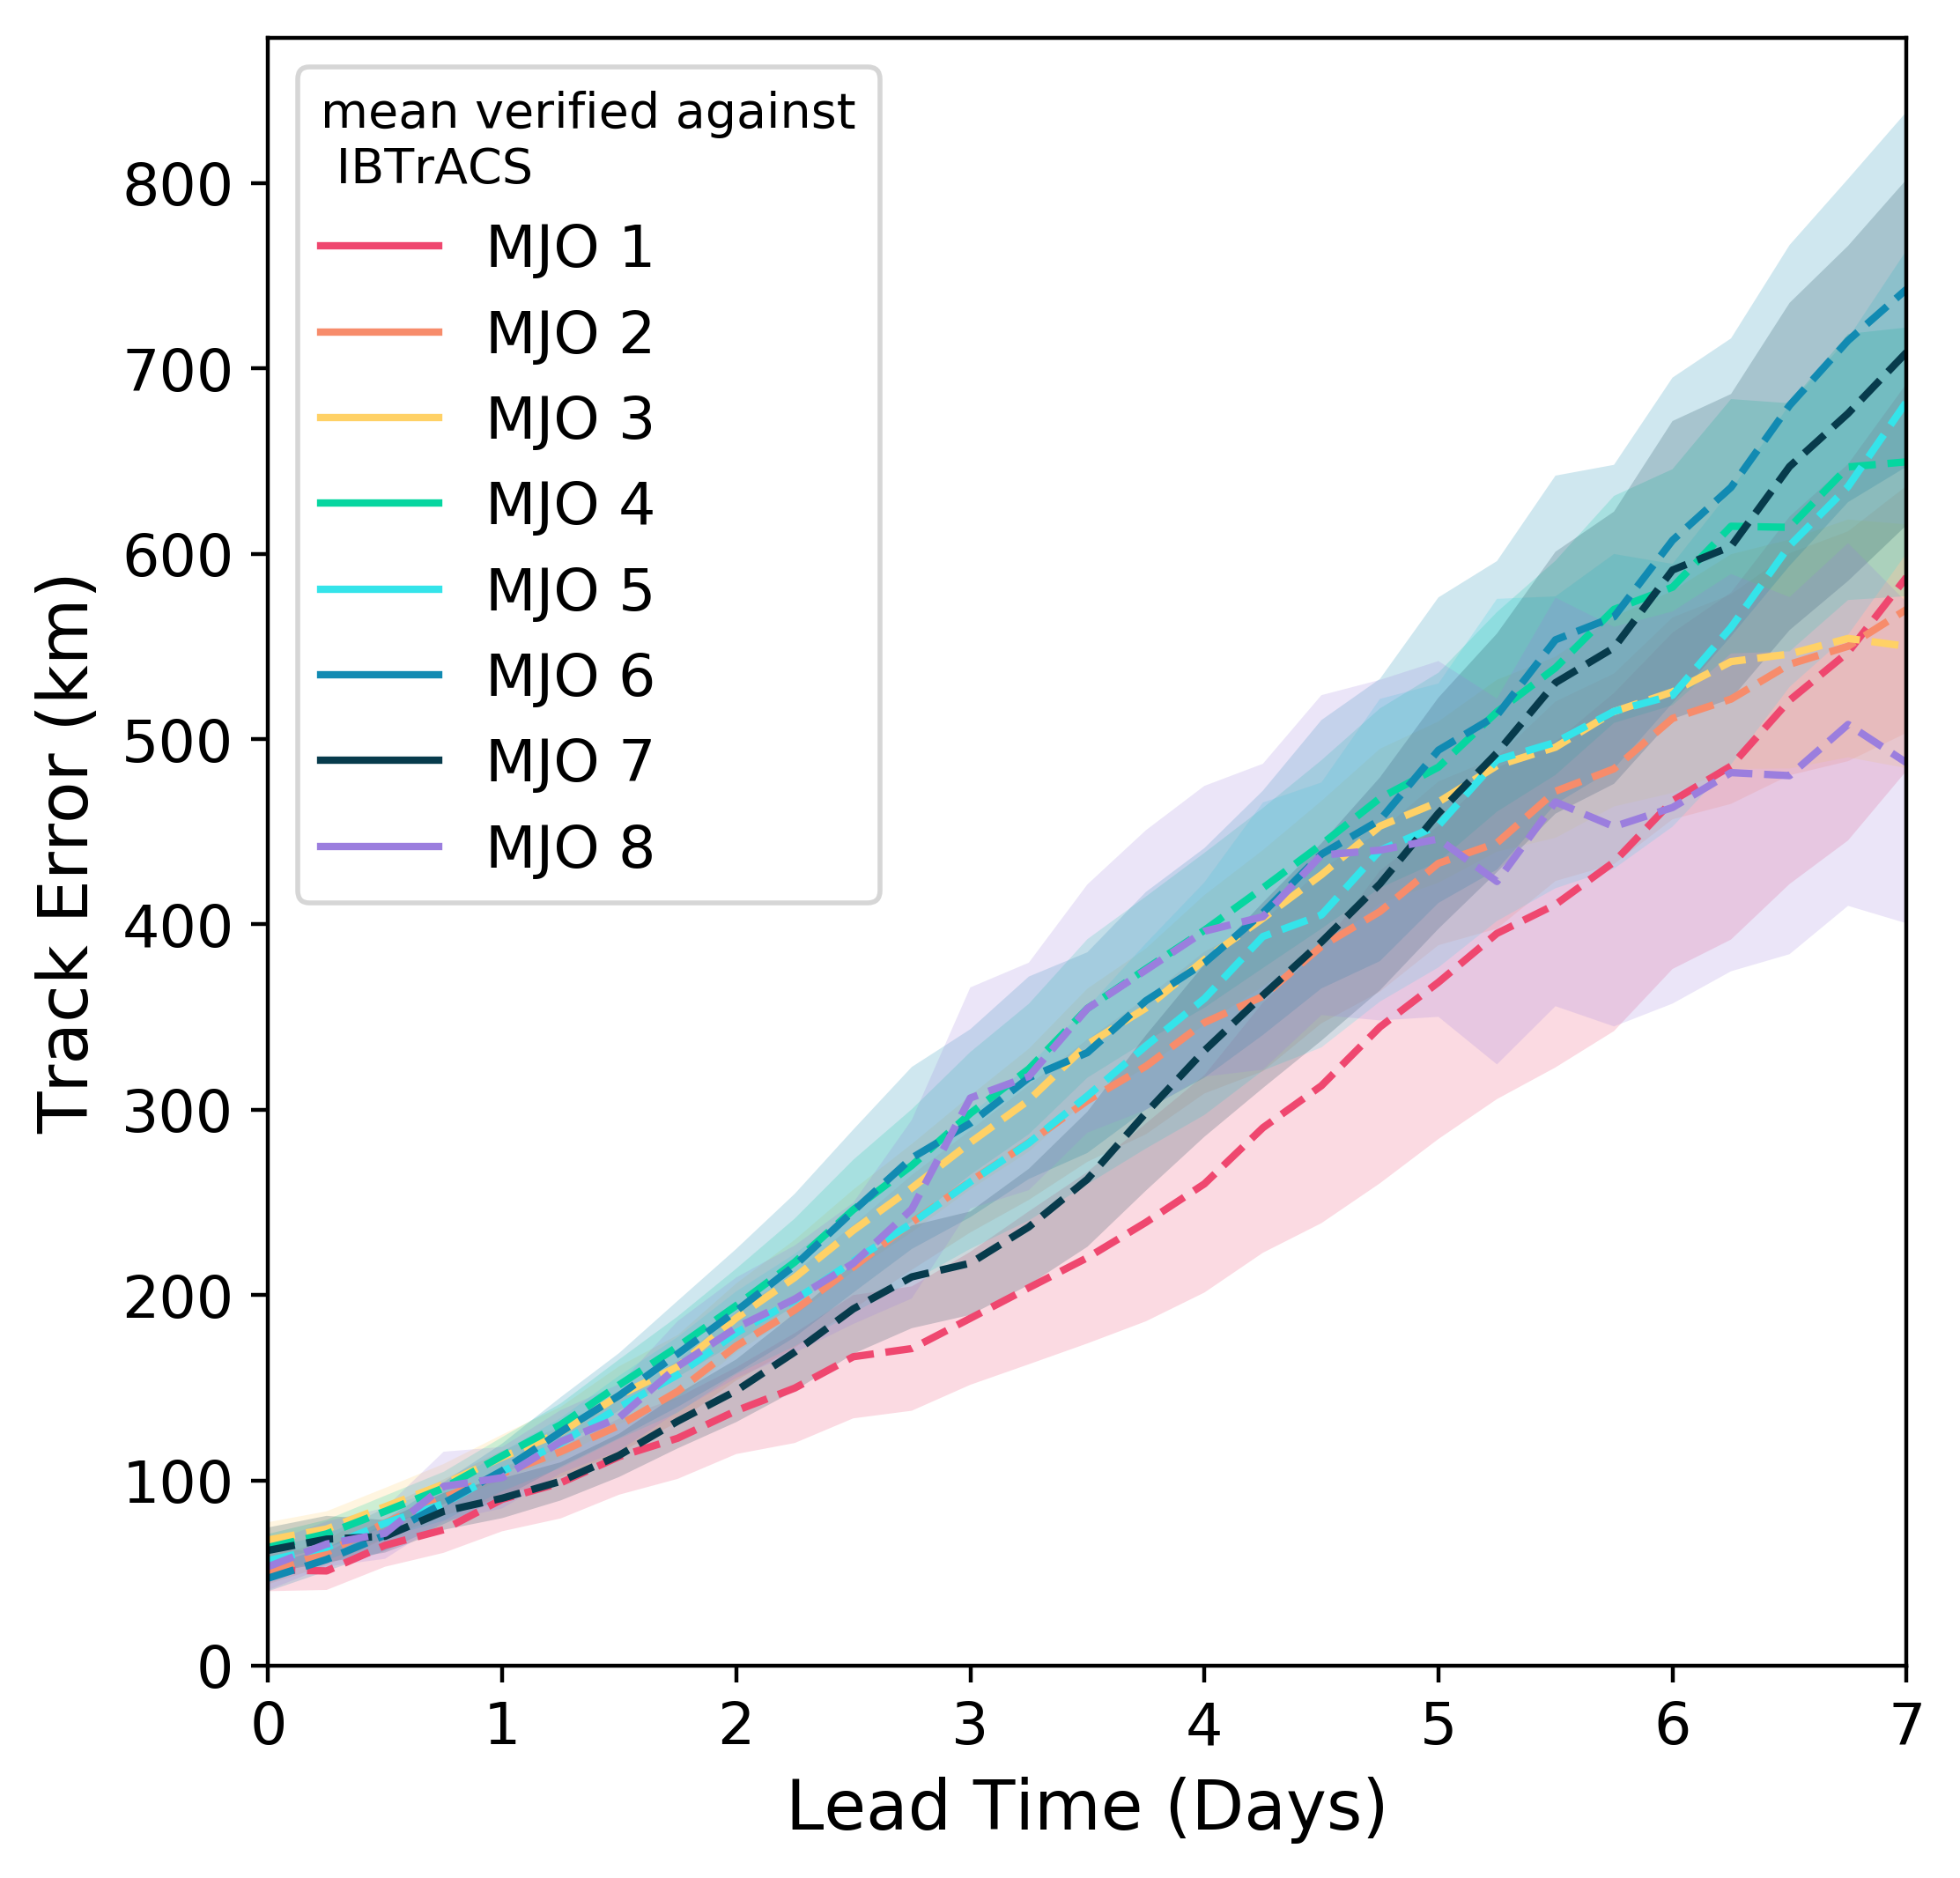 mean verified against
IBTrACS
MJO 1
MJO 2
MJO 3
MJO 4
MJO 5
MJO 6
MJO 7
MJO 8
Track Error (km)
800
700
600
500
400
300
200
100
0
0 1 2 3 4 5 6 7
Lead Time (Days)